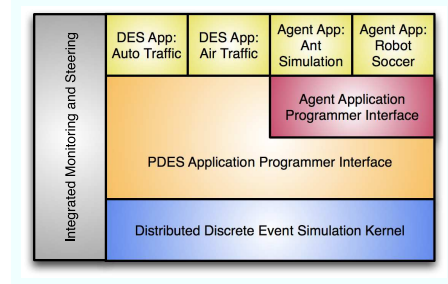 Integrated Monitoring and Steering
DES App:
Auto Traffic
DES App:
Air Traffic
Agent App:
Ant
Simulation
Agent App:
Robot
Soccer
Agent Application
Programmer Interface
PDES Application Programmer Interface
Distributed Discrete Event Simulation Kernel